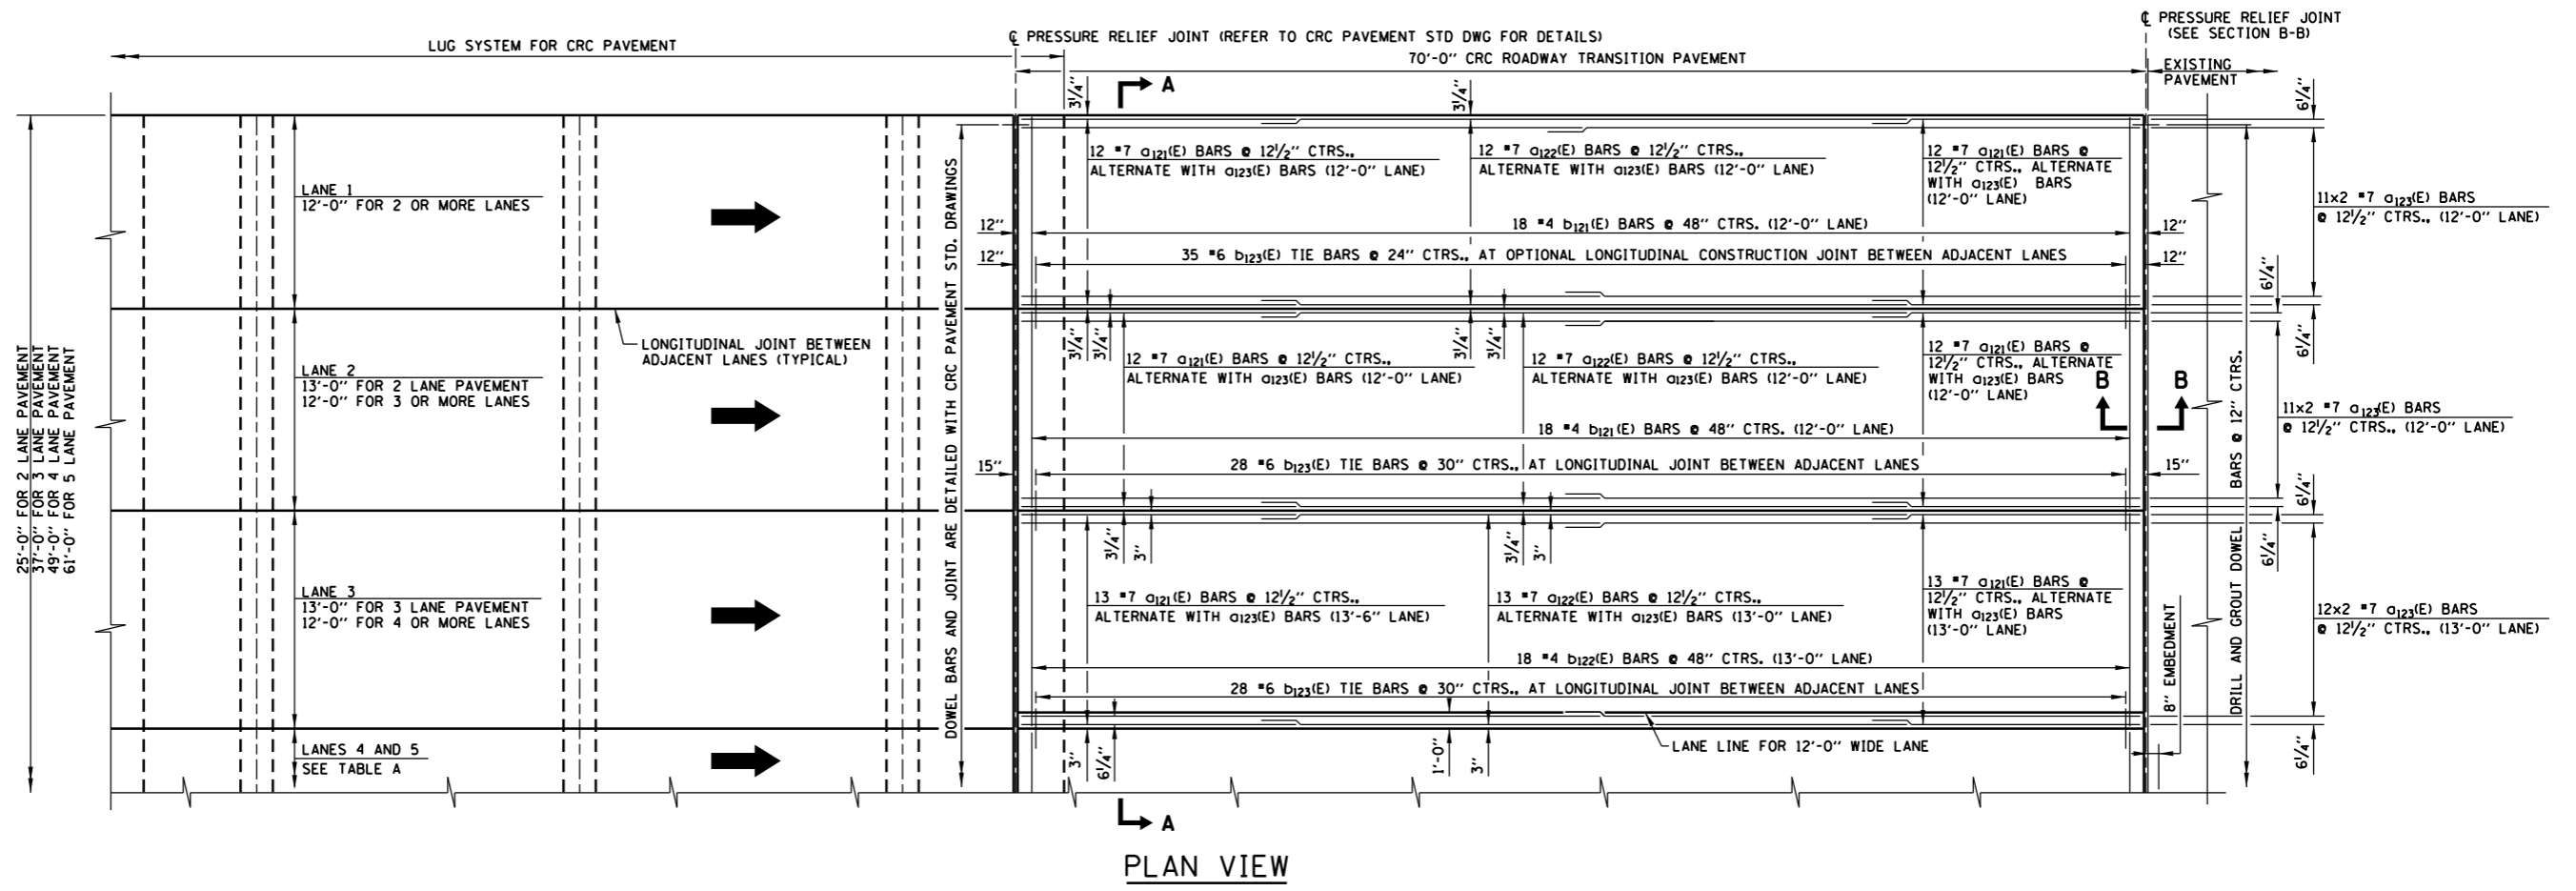 ℄ PRESSURE RELIEF JOINT
(SEE SECTION B-B)
LUG SYSTEM FOR CRC PAVEMENT
℄ PRESSURE RELIEF JOINT (REFER TO CRC PAVEMENT STD DWG FOR DETAILS)
70'-0" CRC ROADWAY TRANSITION PAVEMENT
EXISTING
PAVEMENT
A
3¼"
3¼"
6¼"
12 #7 a121(E) BARS @ 12½" CTRS.,
ALTERNATE WITH a123(E) BARS (12'-0" LANE)
12 #7 a122(E) BARS @ 12½" CTRS.,
ALTERNATE WITH a123(E) BARS (12'-0" LANE)
12 #7 a121(E) BARS @
12½" CTRS., ALTERNATE
WITH a123(E) BARS
(12'-0" LANE)
LANE 1
12'-0" FOR 2 OR MORE LANES
11x2 #7 a123(E) BARS
@ 12½" CTRS., (12'-0" LANE)
12"
18 #4 b121(E) BARS @ 48" CTRS. (12'-0" LANE)
12"
12"
35 #6 b123(E) TIE BARS @ 24" CTRS., AT OPTIONAL LONGITUDINAL CONSTRUCTION JOINT BETWEEN ADJACENT LANES
12"
6¼"
DOWEL BARS AND JOINT ARE DETAILED WITH CRC PAVEMENT STD. DRAWINGS
LONGITUDINAL JOINT BETWEEN
ADJACENT LANES (TYPICAL)
3¼"
3¼"
3¼"
3¼"
6¼"
25'-0" FOR 2 LANE PAVEMENT
37'-0" FOR 3 LANE PAVEMENT
49'-0" FOR 4 LANE PAVEMENT
61'-0" FOR 5 LANE PAVEMENT
LANE 2
13'-0" FOR 2 LANE PAVEMENT
12'-0" FOR 3 OR MORE LANES
12 #7 a121(E) BARS @ 12½" CTRS.,
ALTERNATE WITH a123(E) BARS (12'-0" LANE)
12 #7 a122(E) BARS @ 12½" CTRS.,
ALTERNATE WITH a123(E) BARS (12'-0" LANE)
12 #7 a121(E) BARS @
12½" CTRS., ALTERNATE
WITH a123(E) BARS
(12'-0" LANE)
B
B
11x2 #7 a123(E) BARS
@ 12½" CTRS., (12'-0" LANE)
18 #4 b121(E) BARS @ 48" CTRS. (12'-0" LANE)
15"
28 #6 b123(E) TIE BARS @ 30" CTRS., AT LONGITUDINAL JOINT BETWEEN ADJACENT LANES
15"
DRILL AND GROUT DOWEL BARS @ 12" CTRS.
6¼"
3¼"
3"
3¼"
3"
6¼"
LANE 3
13'-0" FOR 3 LANE PAVEMENT
12'-0" FOR 4 OR MORE LANES
13 #7 a121(E) BARS @ 12½" CTRS.,
ALTERNATE WITH a123(E) BARS (13'-6" LANE)
13 #7 a122(E) BARS @ 12½" CTRS.,
ALTERNATE WITH a123(E) BARS (13'-0" LANE)
13 #7 a121(E) BARS @
12½" CTRS., ALTERNATE
WITH a123(E) BARS
(13'-0" LANE)
12x2 #7 a123(E) BARS
@ 12½" CTRS., (13'-0" LANE)
8" EMBEDMENT
18 #4 b122(E) BARS @ 48" CTRS. (13'-0" LANE)
28 #6 b123(E) TIE BARS @ 30" CTRS., AT LONGITUDINAL JOINT BETWEEN ADJACENT LANES
LANES 4 AND 5
SEE TABLE A
3"
6¼"
1'-0"
3"
LANE LINE FOR 12'-0" WIDE LANE
6¼"
A
PLAN VIEW